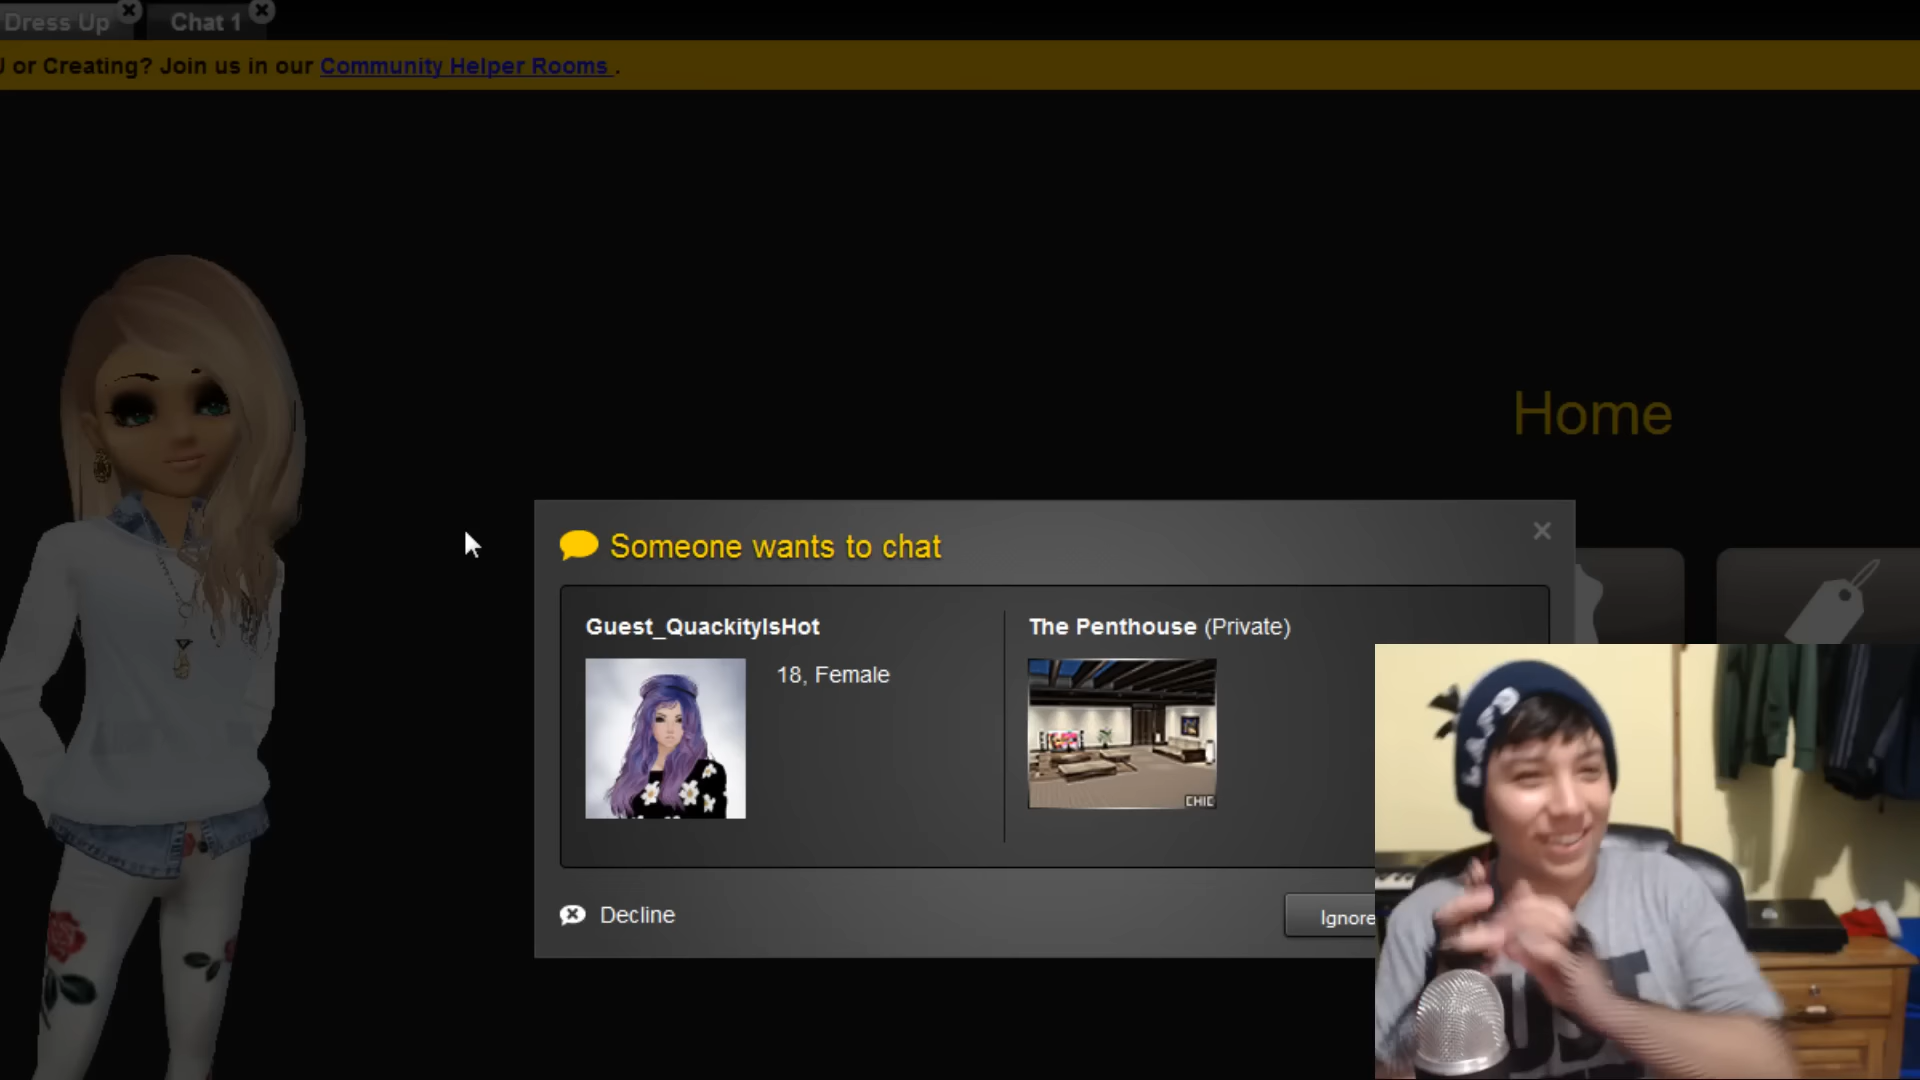 Dress Up
Chat 1
U or Creating? Join us in our Community Helper Rooms .
Home
Someone wants to chat
Guest_QuackityIsHot
18, Female
The Penthouse (Private)
CHIC
Decline
Ignore